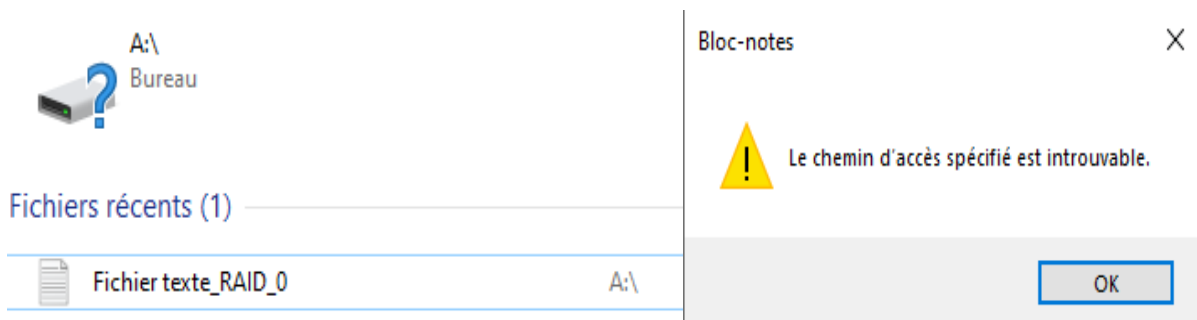 A:\
Bureau
Fichiers récents (1)
Fichier texte_RAID_0 A:\
Bloc-notes
Le chemin d'accès spécifié est introuvable.
OK